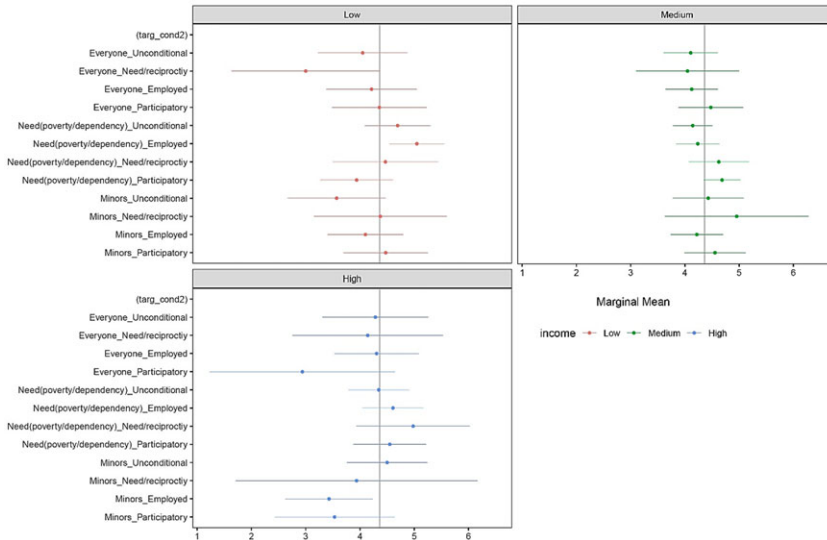 Low
Medium
(targ_cond2)
Everyone_Unconditional
Everyone_Need/reciproctiy
Everyone_Employed
Everyone_Participatory
Need(poverty/dependency)_Unconditional
Need(poverty/dependency)_Employed
Need(poverty/dependency)_Need/reciproctiy
Need(poverty/dependency)_Participatory
Minors_Unconditional
Minors_Need/reciproctiy
Minors_Employed
Minors_Participatory
1 2 3 4 5 6
High
Marginal Mean
income Low Medium High
(targ_cond2)
Everyone_Unconditional
Everyone_Need/reciproctiy
Everyone_Employed
Everyone_Participatory
Need(poverty/dependency)_Unconditional
Need(poverty/dependency)_Employed
Need(poverty/dependency)_Need/reciproctiy
Need(poverty/dependency)_Participatory
Minors_Unconditional
Minors_Need/reciproctiy
Minors_Employed
Minors_Participatory
1 2 3 4 5 6